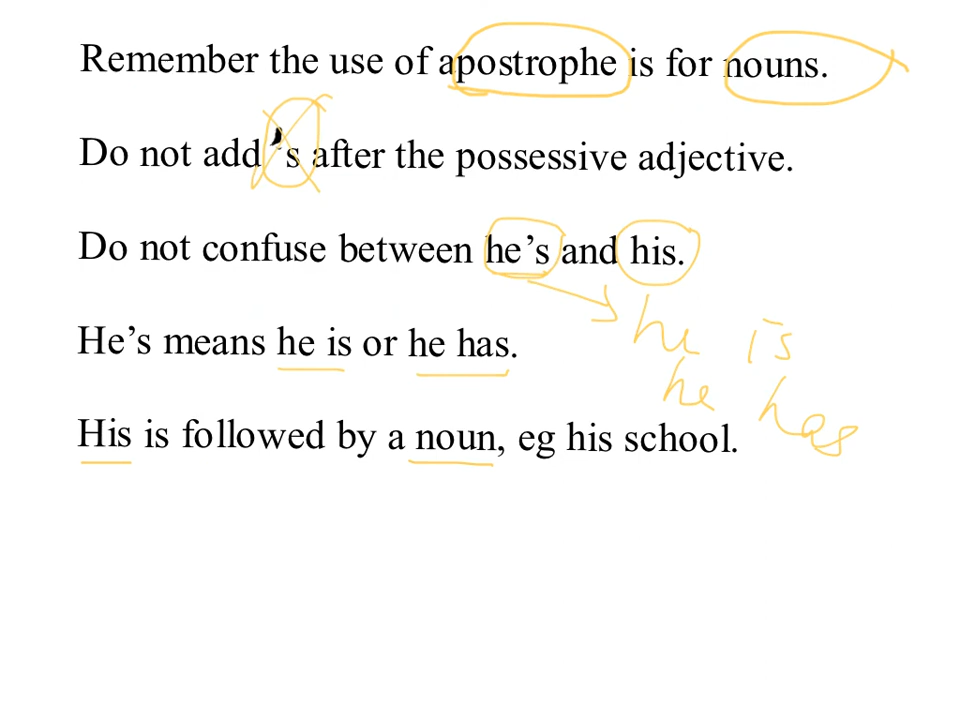 Remember the use of apostrophe is for nouns.
Do not add 's after the possessive adjective.
Do not confuse between he’s and his.
he is
He’s means he is or he has.
he has
His is followed by a noun, eg his school.